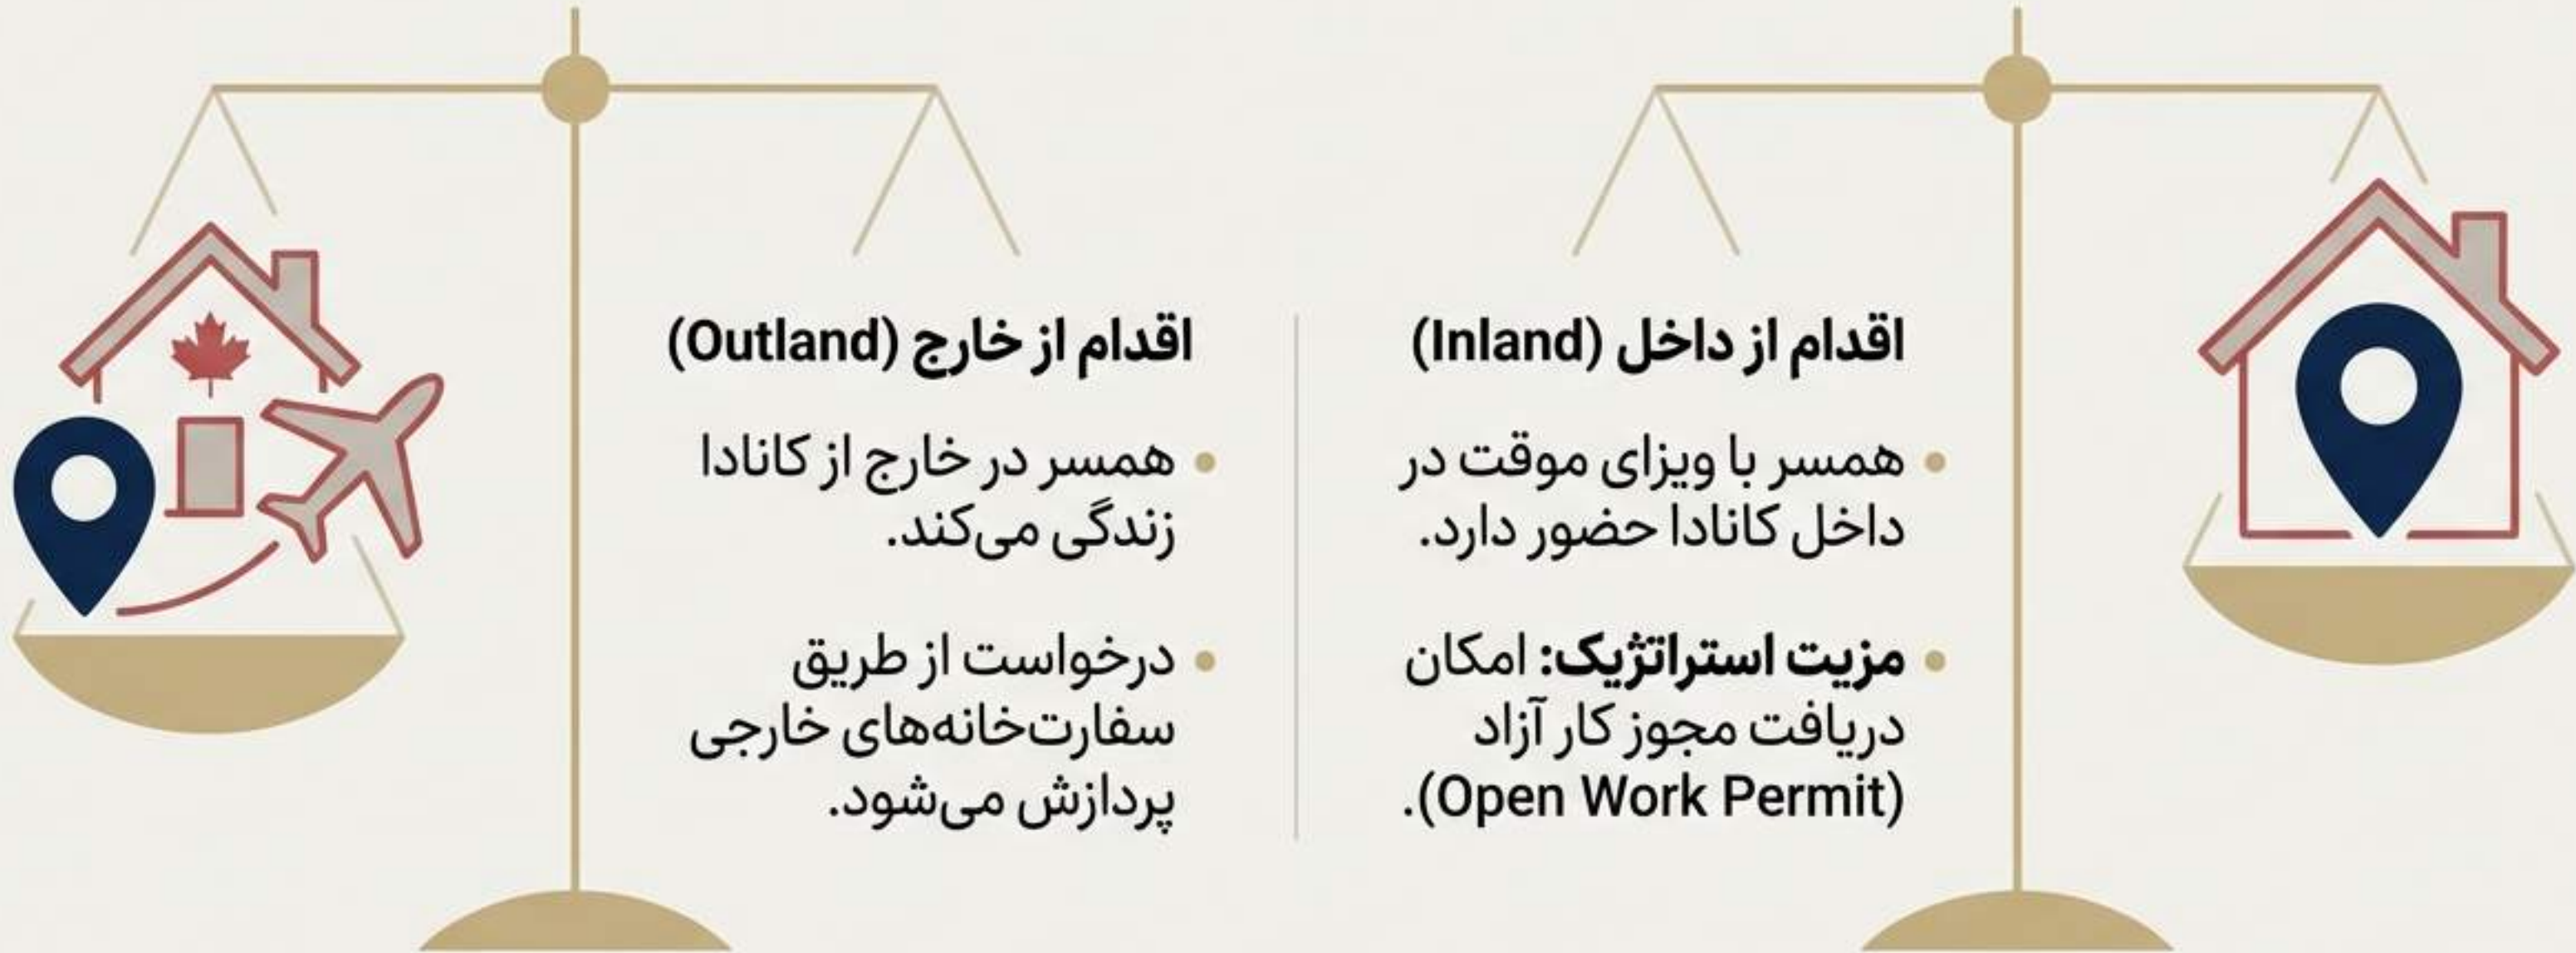 اقدام از داخل (Inland)
همسر با ویزای موقت در
داخل کانادا حضور دارد.
مزیت استراتژیک: امکان
دریافت مجوز کار آزاد
(Open Work Permit).
اقدام از خارج (Outland)
همسر در خارج از کانادا
زندگی می‌کند.
درخواست از طریق
سفارت‌خانه‌های خارجی
پردازش می‌شود.